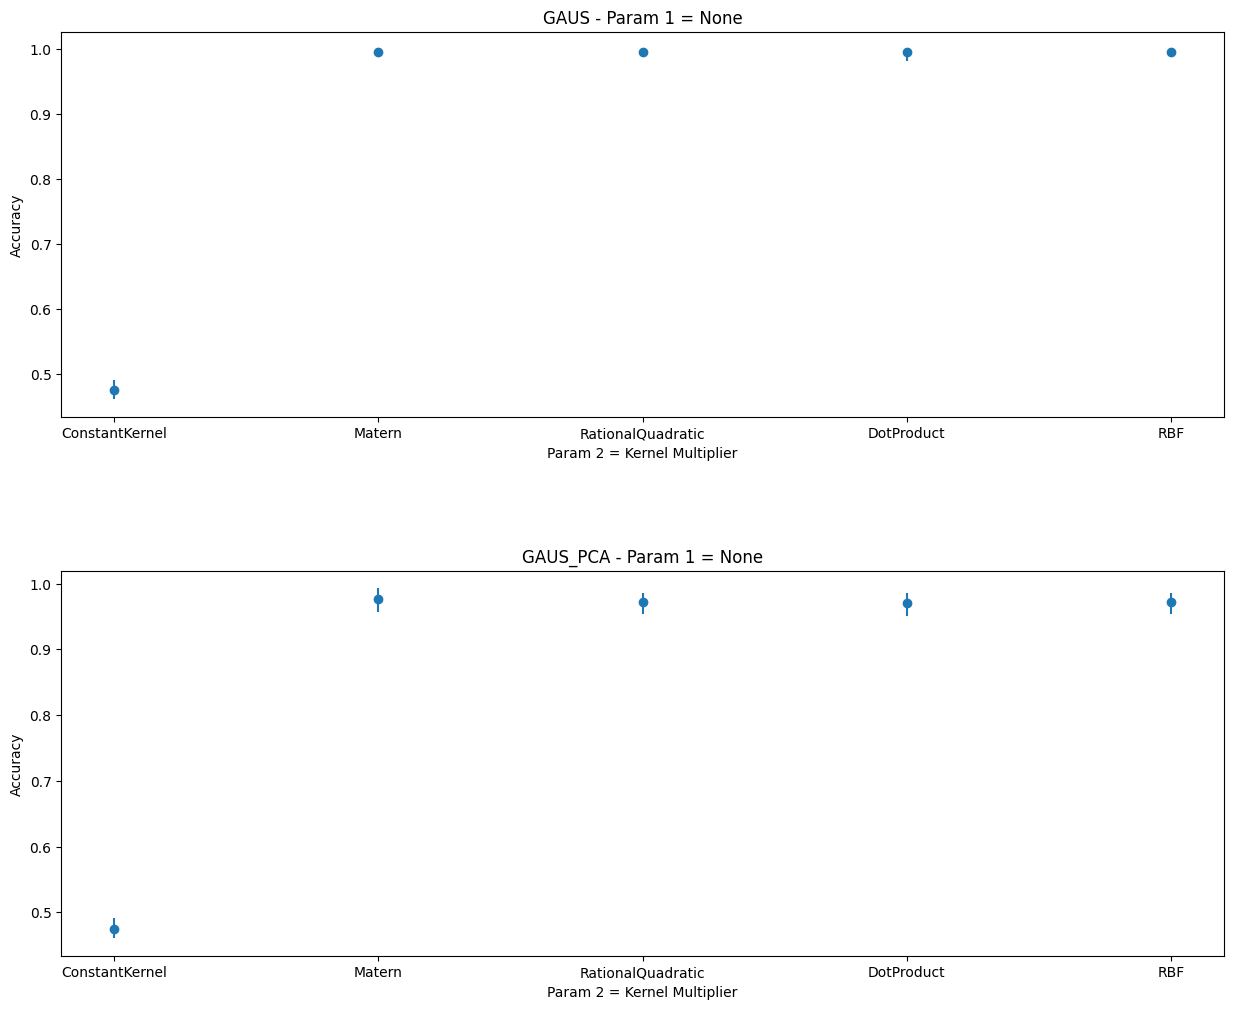 GAUS - Param 1 = None
Accuracy
1.0
0.9
0.8
0.7
0.6
0.5
ConstantKernel Matern RationalQuadratic DotProduct RBF
Param 2 = Kernel Multiplier
GAUS_PCA - Param 1 = None
Accuracy
1.0
0.9
0.8
0.7
0.6
0.5
ConstantKernel Matern RationalQuadratic DotProduct RBF
Param 2 = Kernel Multiplier